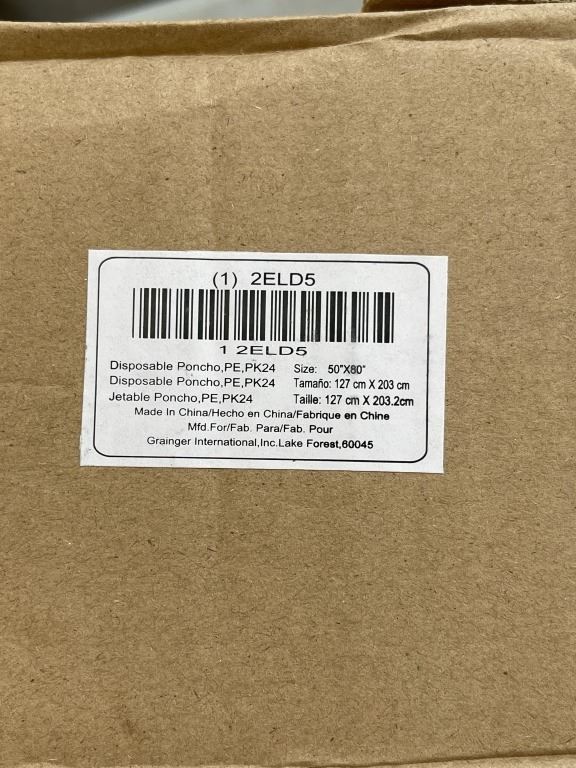 (1) 2ELD5
1 2ELD5
Disposable Poncho,PE,PK24 Size: 50"X80"
Disposable Poncho,PE,PK24 Tamaño: 127 cm X 203 cm
Jetable Poncho,PE,PK24 Taille: 127 cm X 203.2cm
Made In China/Hecho en China/Fabrique en Chine
Mfd.For/Fab. Para/Fab. Pour
Grainger International,Inc.Lake Forest,60045